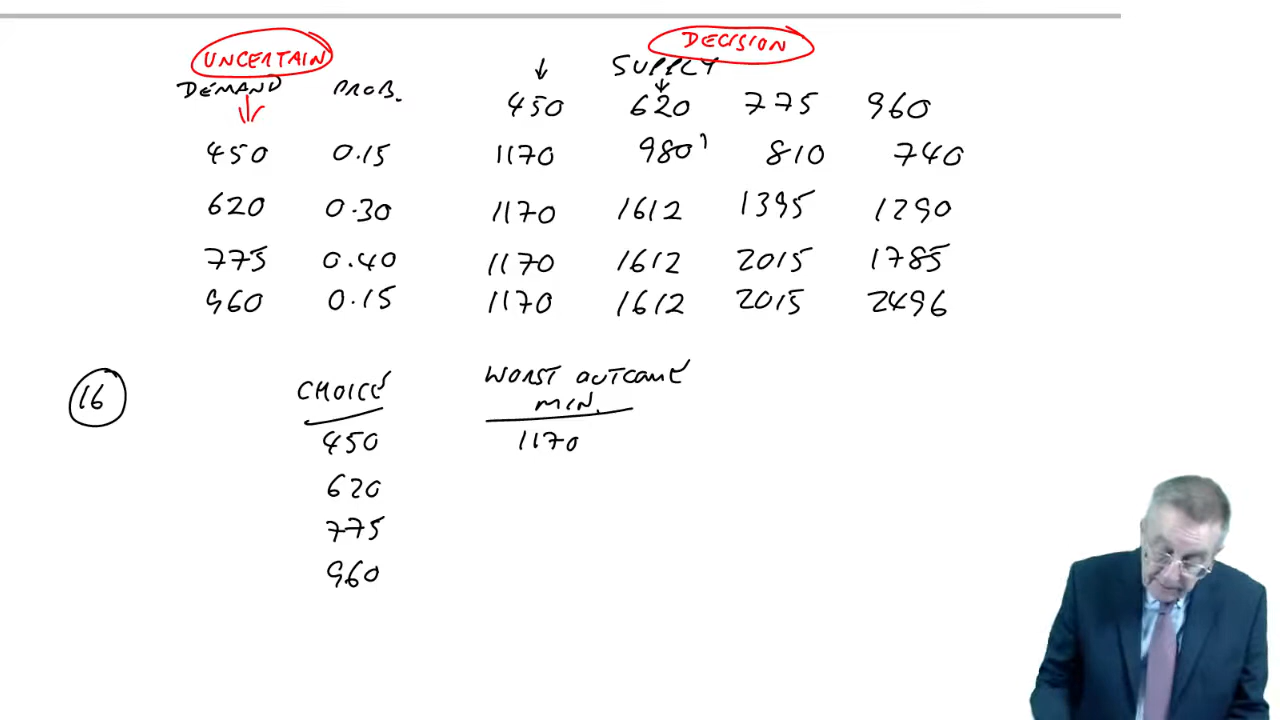 UNCERTAIN DECISION
DEMAND PROB. SUPPLY
450 620 775 960
450 0.15 1170 980 810 740
620 0.30 1170 1612 1395 1290
775 0.40 1170 1612 2015 1785
960 0.15 1170 1612 2015 2496
16 CHOICE WORST OUTCOME
MIN.
450 1170
620
775
960